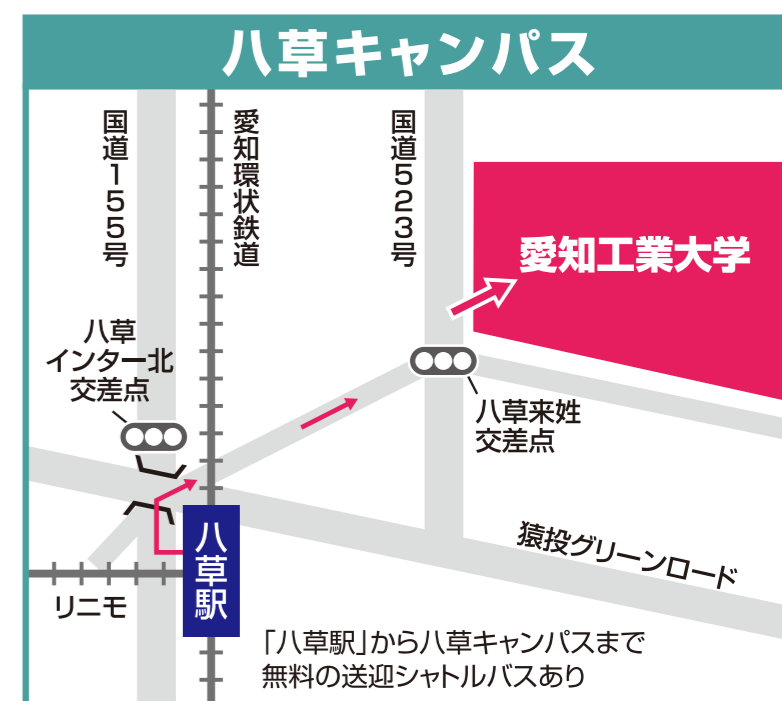 八草キャンパス
国道155号
愛知環状鉄道
国道523号
愛知工業大学
八草
インター北
交差点
八草来姓
交差点
猿投グリーンロード
八草駅
リニモ
「八草駅」から八草キャンパスまで
無料の送迎シャトルバスあり